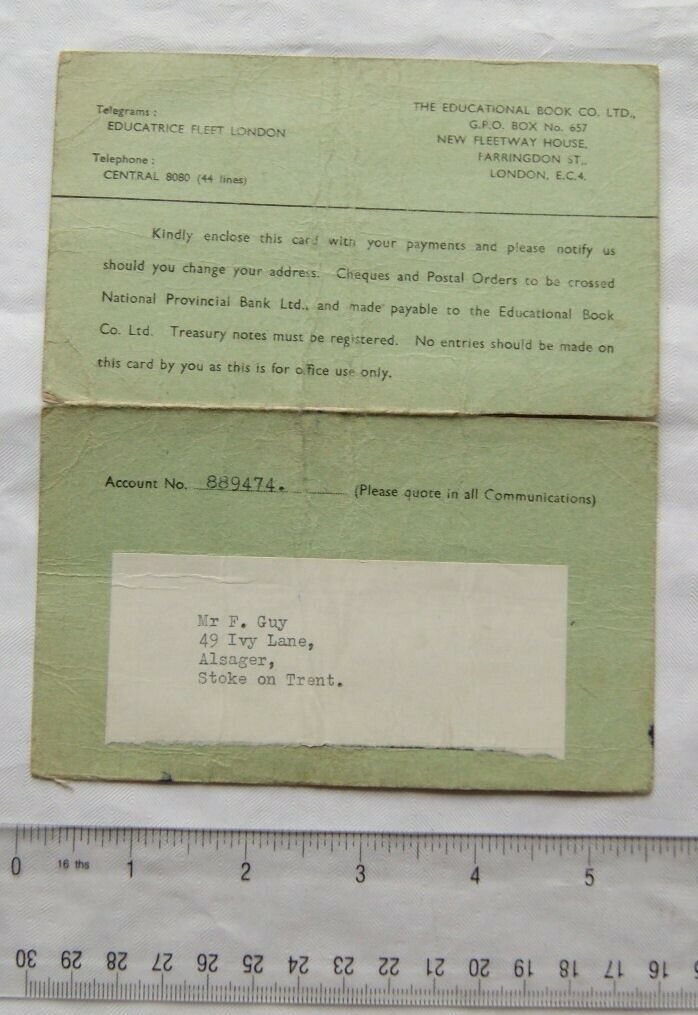 Telegrams :
EDUCATRICE FLEET LONDON
Telephone :
CENTRAL 8080 (44 lines)
THE EDUCATIONAL BOOK CO. LTD.,
G.P.O. BOX No. 657
NEW FLEETWAY HOUSE,
FARRINGDON ST.,
LONDON, E.C.4.
Kindly enclose this card with your payments and please notify us
should you change your address. Cheques and Postal Orders to be crossed
National Provincial Bank Ltd., and made payable to the Educational Book
Co. Ltd. Treasury notes must be registered. No entries should be made on
this card by you as this is for office use only.
Account No. 889474. (Please quote in all Communications)
Mr F. Guy
49 Ivy Lane,
Alsager,
Stoke on Trent.
0 16 ths 1 2 3 4 5
30 29 28 27 26 25 24 23 22 21 20 19 18 17 16